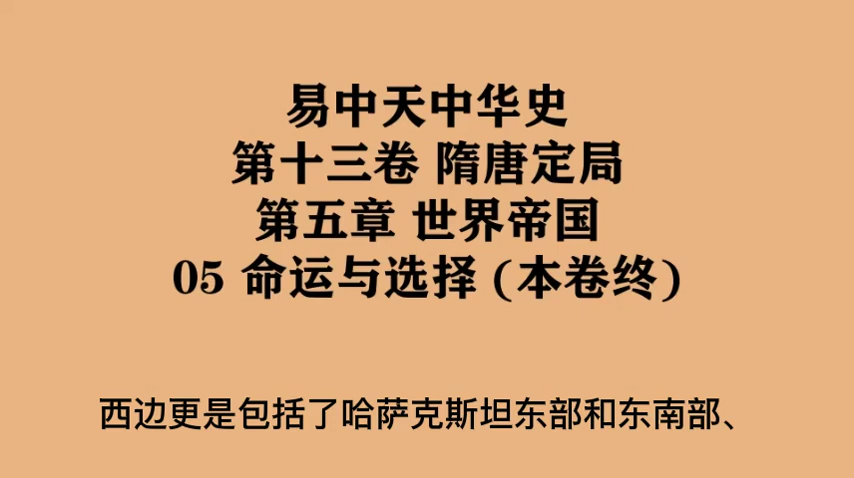 易中天中华史
第十三卷 隋唐定局
第五章 世界帝国
05 命运与选择 (本卷终)
西边更是包括了哈萨克斯坦东部和东南部、